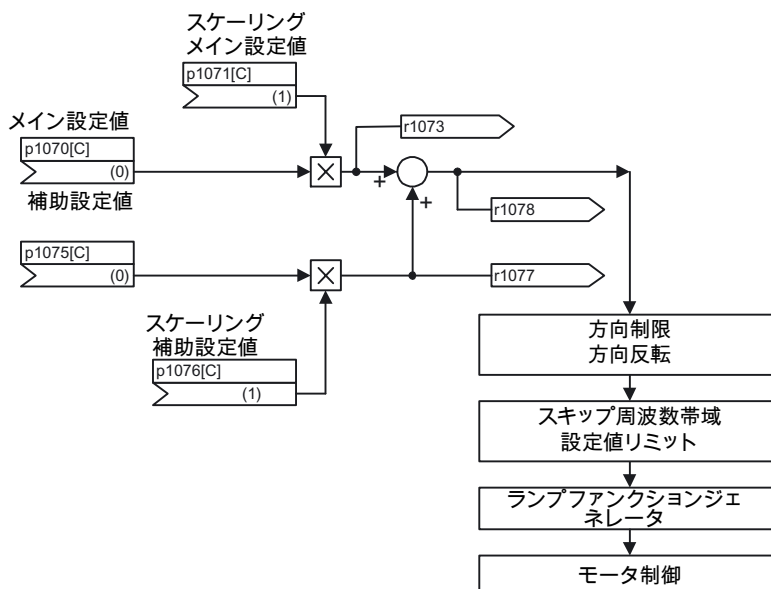 スケーリング
メイン設定値
p1071[C]
(1)
メイン設定値
p1070[C]
(0)
r1073
+
+
補助設定値
r1078
p1075[C]
(0)
r1077
スケーリング
補助設定値
p1076[C]
(1)
方向制限
方向反転
スキップ周波数帯域
設定値リミット
ランプファンクションジェ
ネレータ
モータ制御